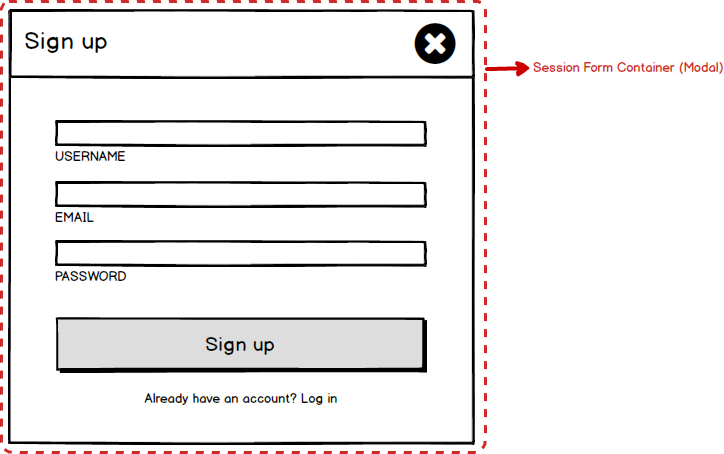 Sign up
Session Form Container (Modal)
USERNAME
EMAIL
PASSWORD
Sign up
Already have an account? Log in